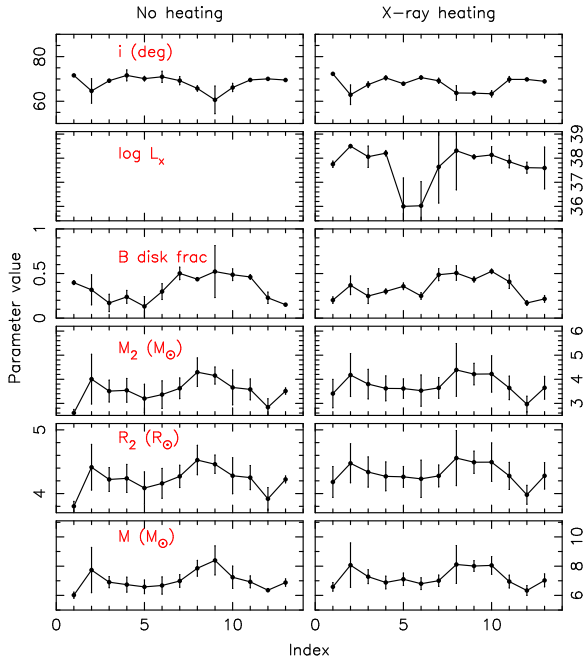 No heating
X-ray heating
i (deg)
80
60
log Lₓ
39
38
37
36
B disk frac
1
0.5
0
M₂ (M⊙)
6
5
4
3
R₂ (R⊙)
5
4
M (M⊙)
10
8
6
0
5
10
0
5
10
Index
Parameter value